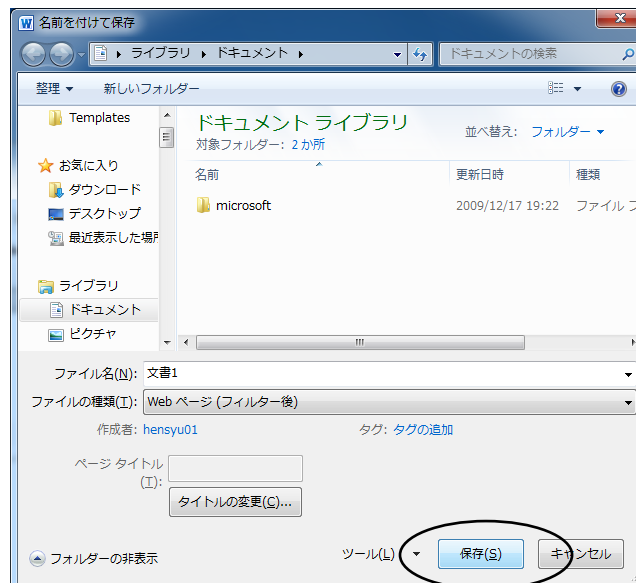 名前を付けて保存
ライブラリ ドキュメント
ドキュメントの検索
整理 新しいフォルダー
Templates
お気に入り
ダウンロード
デスクトップ
最近表示した場所
ライブラリ
ドキュメント
ピクチャ
ドキュメント ライブラリ
対象フォルダー: 2 か所
並べ替え: フォルダー
名前 更新日時 種類
microsoft 2009/12/17 19:22 ファイル フ
ファイル名(N): 文書1
ファイルの種類(T): Web ページ (フィルター後)
作成者: hensyu01 タグ: タグの追加
ページ タイトル
(I):
タイトルの変更(C)...
フォルダーの非表示
ツール(L) 保存(S) キャンセル